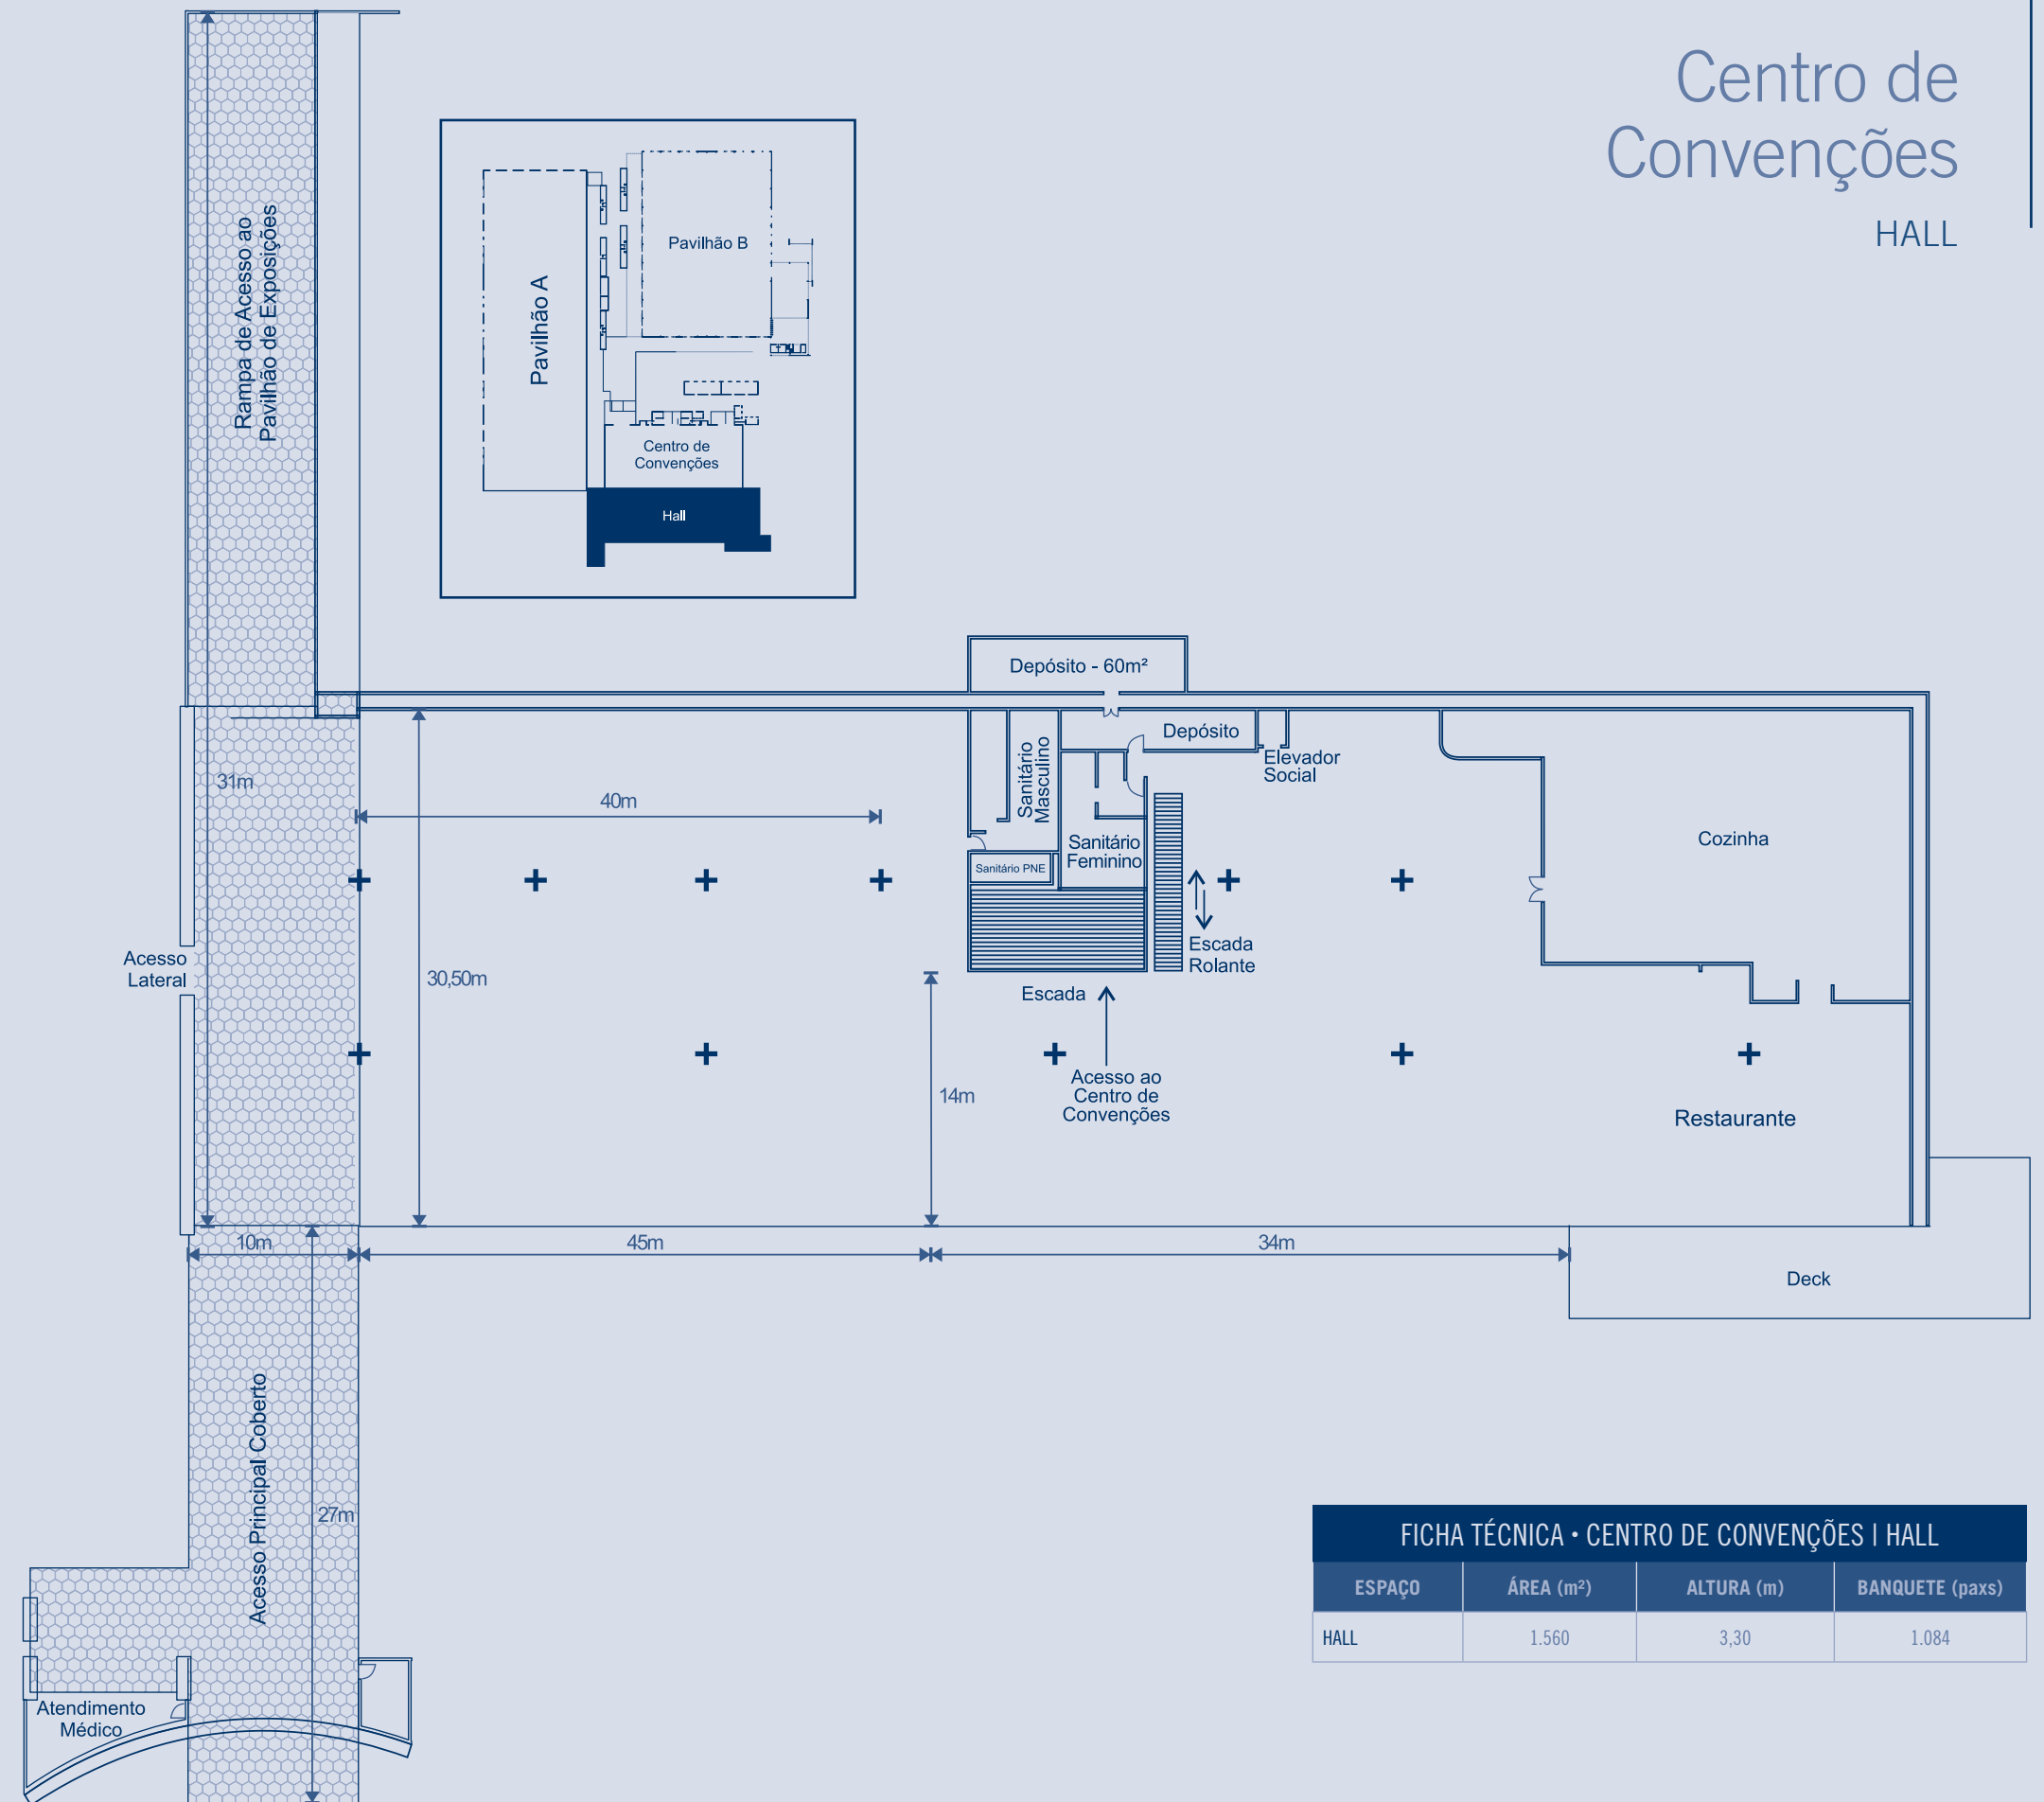 Centro de
Convenções
HALL
Rampa de Acesso ao
Pavilhão de Exposições
Pavilhão A
Pavilhão B
Centro de
Convenções
Hall
Depósito - 60m²
Depósito
Sanitário
Masculino
Elevador
Social
31m
40m
Sanitário
Feminino
Sanitário PNE
Cozinha
Acesso
Lateral
30,50m
Escada
Rolante
Escada
14m
Acesso ao
Centro de
Convenções
Restaurante
10m
45m
34m
Deck
Acesso Principal Coberto
27m
Atendimento
Médico
FICHA TÉCNICA • CENTRO DE CONVENÇÕES | HALL
ESPAÇO ÁREA (m²) ALTURA (m) BANQUETE (paxs)
HALL 1.560 3,30 1.084